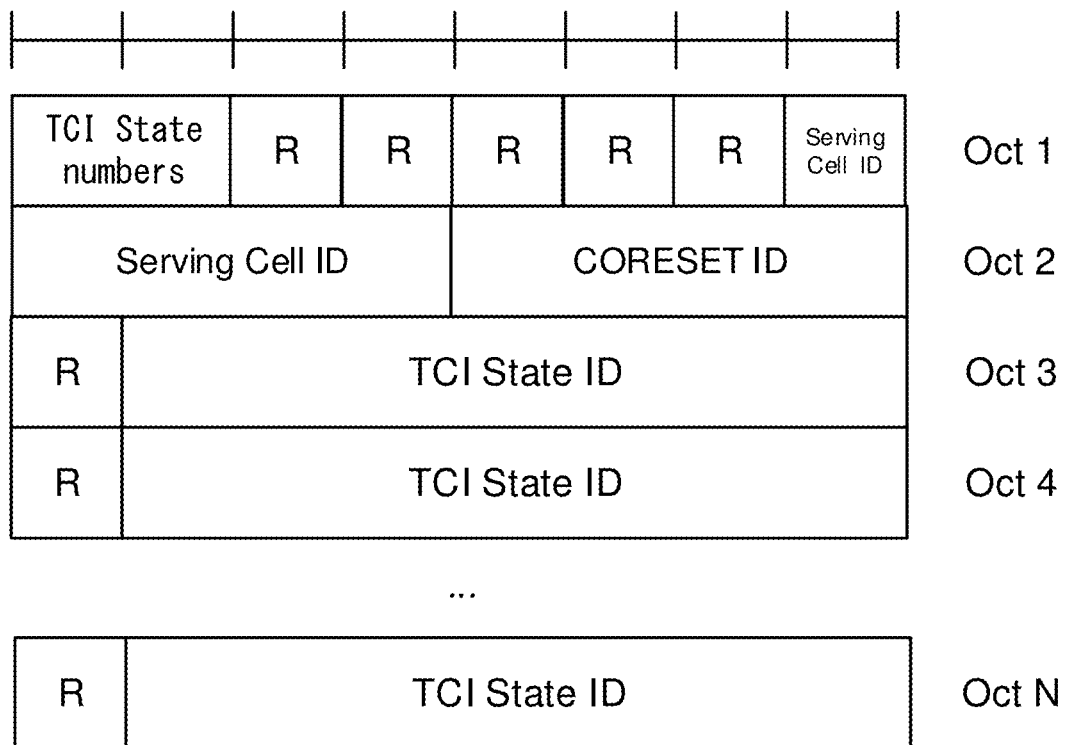 TCI State numbers R R R R R Serving Cell ID Oct 1
Serving Cell ID CORESET ID Oct 2
R TCI State ID Oct 3
R TCI State ID Oct 4
...
R TCI State ID Oct N